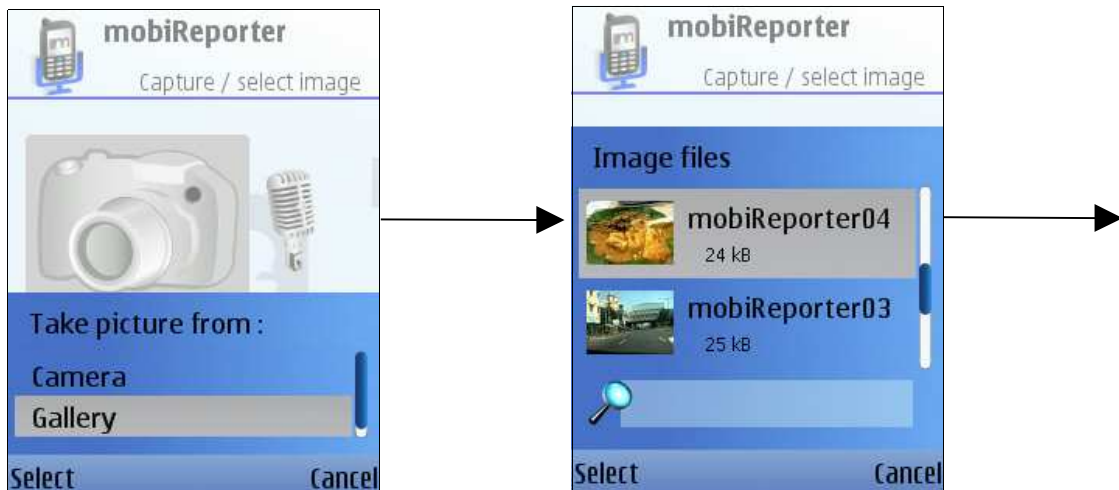 mobiReporter
Capture / select image
Take picture from :
Camera
Gallery
Select Cancel
mobiReporter
Capture / select image
Image files
mobiReporter04
24 kB
mobiReporter03
25 kB
Select Cancel